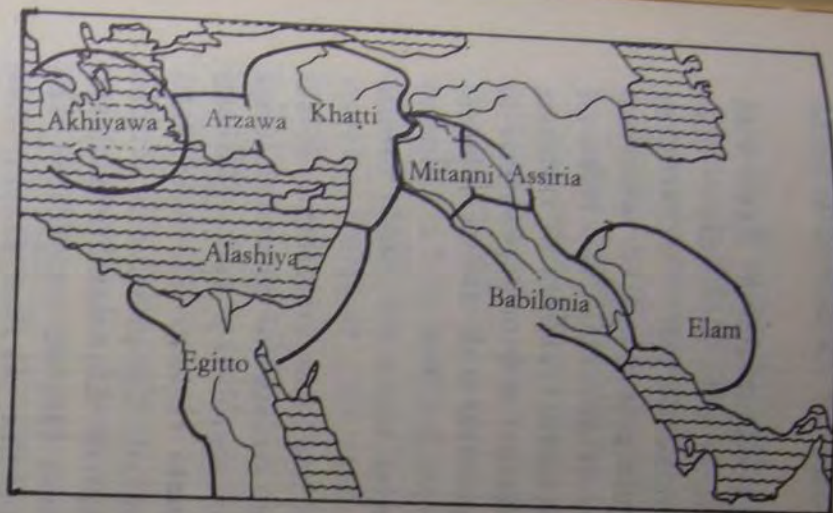 Akhiyawa
Arzawa
Khatti
Mitanni
Assiria
Alashiya
Babilonia
Elam
Egitto